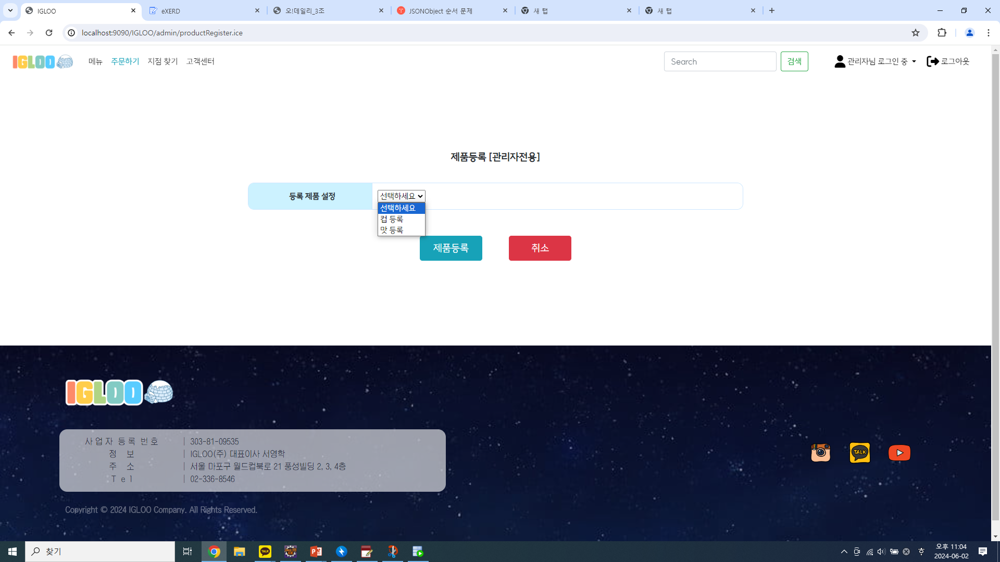 IGLOO
eXERD
오!데일리_3조
JSONObject 순서 문제
새 탭
새 탭
localhost:9090/IGLOO/admin/productRegister.ice
IGLOO
메뉴
주문하기
지점 찾기
고객센터
Search
검색
관리자님 로그인 중
로그아웃
제품등록 [관리자전용]
등록 제품 설정
선택하세요
선택하세요
컵 등록
맛 등록
제품등록
취소
IGLOO
사업자 등록 번호 | 303-81-09535
정 보 | IGLOO(주) 대표이사 서영학
주 소 | 서울 마포구 월드컵북로 21 풍성빌딩 2, 3, 4층
Tel | 02-336-8546
TALK
Copyright © 2024 IGLOO Company. All Rights Reserved.
찾기
TALK
오후 11:04
2024-06-02